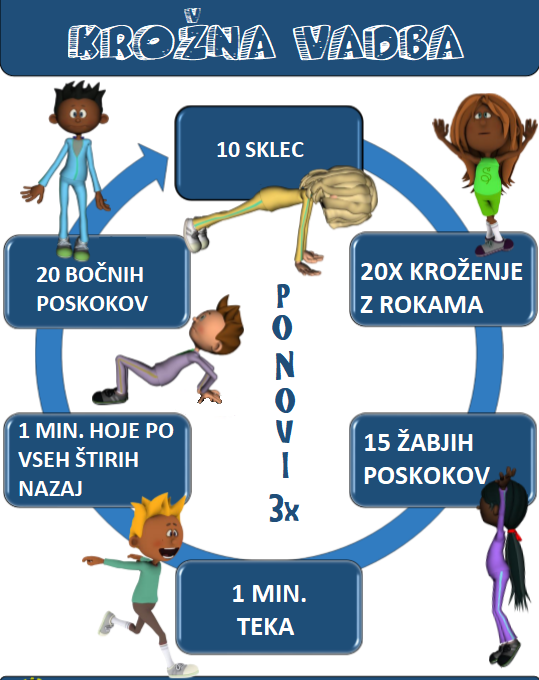 KROŽNA VADBA
10 SKLEC
20X KROŽENJE
Z ROKAMA
15 ŽABJIH
POSKOKOV
1 MIN.
TEKA
1 MIN. HOJE PO
VSEH ŠTIRIH
NAZAJ
20 BOČNIH
POSKOKOV
PONOVI
3x